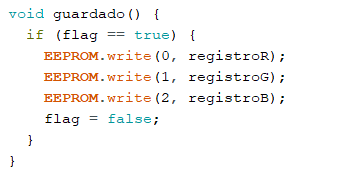 void guardado() {
  if (flag == true) {
    EEPROM.write(0, registroR);
    EEPROM.write(1, registroG);
    EEPROM.write(2, registroB);
    flag = false;
  }
}